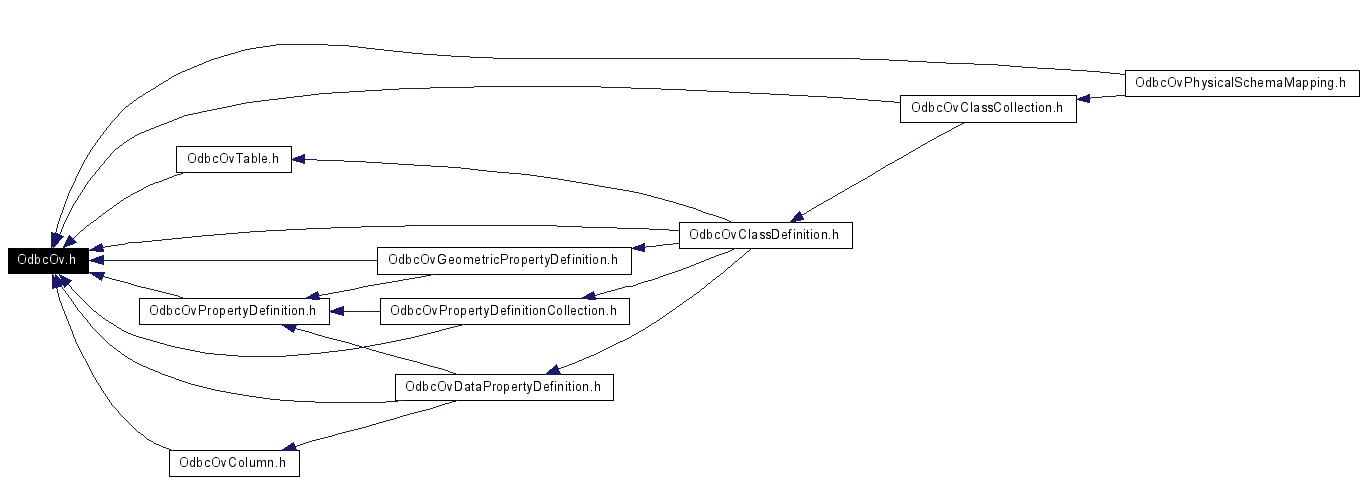 OdbcOvPhysicalSchemaMapping.h
OdbcOvClassCollection.h
OdbcOvTable.h
OdbcOvClassDefinition.h
OdbcOv.h
OdbcOvGeometricPropertyDefinition.h
OdbcOvPropertyDefinition.h
OdbcOvPropertyDefinitionCollection.h
OdbcOvDataPropertyDefinition.h
OdbcOvColumn.h